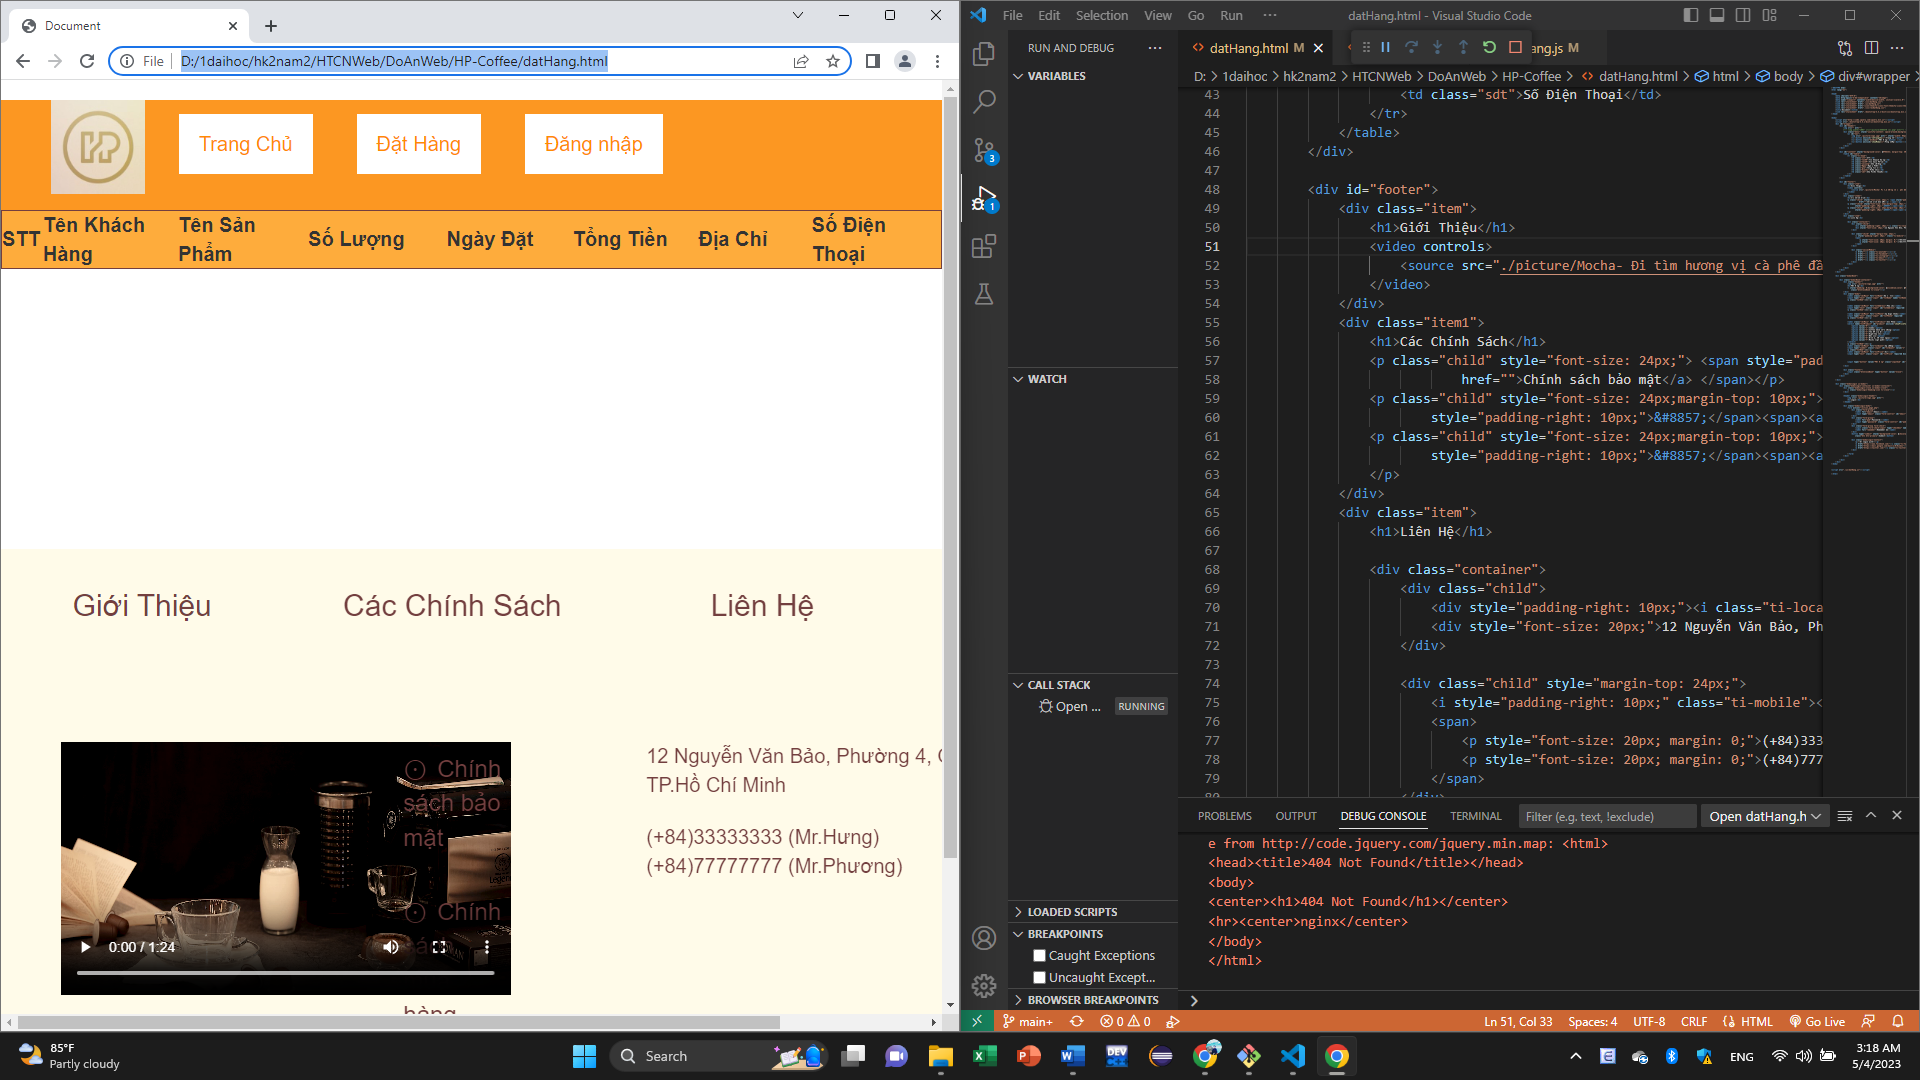 Document
File
D:/1daihoc/hk2nam2/HTCNWeb/DoAnWeb/HP-Coffee/datHang.html
HP
Trang Chủ
Đặt Hàng
Đăng nhập
STT
Tên Khách Hàng
Tên Sản Phẩm
Số Lượng
Ngày Đặt
Tổng Tiền
Địa Chỉ
Số Điện Thoại
Giới Thiệu
Các Chính Sách
Liên Hệ
Chính sách bảo mật
Chính
hàng
0:00 / 1:24
12 Nguyễn Văn Bảo, Phường 4,
TP.Hồ Chí Minh
(+84)33333333 (Mr.Hưng)
(+84)77777777 (Mr.Phương)
File Edit Selection View Go Run ···
datHang.html - Visual Studio Code
RUN AND DEBUG
VARIABLES
WATCH
CALL STACK
Open ... RUNNING
LOADED SCRIPTS
BREAKPOINTS
Caught Exceptions
Uncaught Except...
BROWSER BREAKPOINTS
3
1
datHang.html M
ang.js M
D: > 1daihoc > hk2nam2 > HTCNWeb > DoAnWeb > HP-Coffee > datHang.html > html > body > div#wrapper
43 <td class="sdt">Số Điện Thoại</td>
44 </tr>
45 </table>
46 </div>
47
48 <div id="footer">
49 <div class="item">
50 <h1>Giới Thiệu</h1>
51 <video controls>
52 <source src="./picture/Mocha- Đi tìm hương vị cà phê đầ
53 </video>
54 </div>
55 <div class="item1">
56 <h1>Các Chính Sách</h1>
57 <p class="child" style="font-size: 24px;"> <span style="pad
58 href="">Chính sách bảo mật</a> </span></p>
59 <p class="child" style="font-size: 24px;margin-top: 10px;">
60 style="padding-right: 10px;">&#8857;</span><span><a
61 <p class="child" style="font-size: 24px;margin-top: 10px;">
62 style="padding-right: 10px;">&#8857;</span><span><a
63 </p>
64 </div>
65 <div class="item">
66 <h1>Liên Hệ</h1>
67
68 <div class="container">
69 <div class="child">
70 <div style="padding-right: 10px;"><i class="ti-loca
71 <div style="font-size: 20px;">12 Nguyễn Văn Bảo, Ph
72 </div>
73
74 <div class="child" style="margin-top: 24px;">
75 <i style="padding-right: 10px;" class="ti-mobile"><
76 <span>
77 <p style="font-size: 20px; margin: 0;">(+84)333
78 <p style="font-size: 20px; margin: 0;">(+84)777
79 </span>
80 </div>
PROBLEMS OUTPUT DEBUG CONSOLE TERMINAL
Filter (e.g. text, !exclude)
Open datHang.h
e from http://code.jquery.com/jquery.min.map: <html>
<head><title>404 Not Found</title></head>
<body>
<center><h1>404 Not Found</h1></center>
<hr><center>nginx</center>
</body>
</html>
main+
0 0
Ln 51, Col 33
Spaces: 4
UTF-8
CRLF
HTML
Go Live
85°F
Partly cloudy
Search
DEV
ENG
3:18 AM
5/4/2023